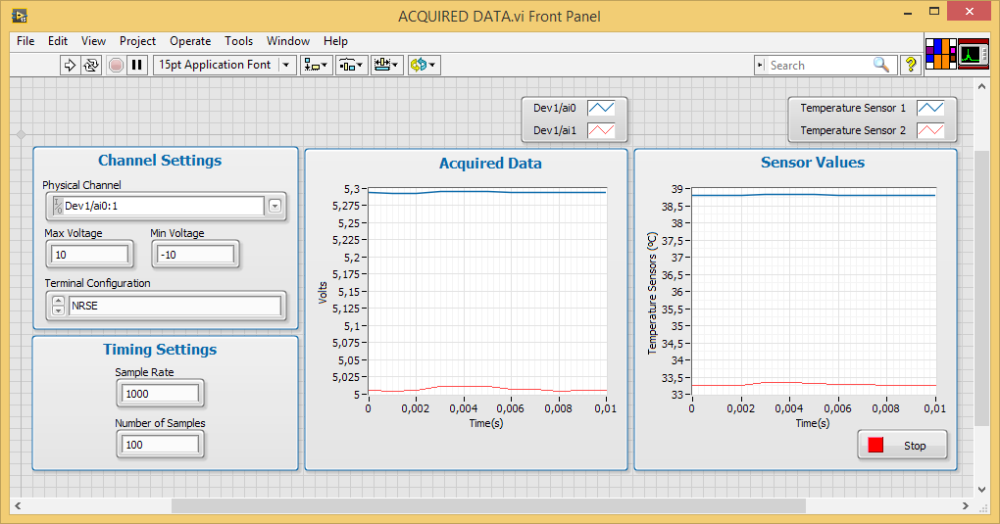 ACQUIRED DATA.vi Front Panel
File Edit View Project Operate Tools Window Help
15pt Application Font
Search
?
Dev1/ai0
Dev1/ai1
Temperature Sensor 1
Temperature Sensor 2
Channel Settings
Physical Channel
I/O Dev1/ai0:1
Max Voltage Min Voltage
10 -10
Terminal Configuration
NRSE
Timing Settings
Sample Rate
1000
Number of Samples
100
Acquired Data
Volts
5,3
5,275
5,25
5,225
5,2
5,175
5,15
5,125
5,1
5,075
5,05
5,025
5
0 0,002 0,004 0,006 0,008 0,01
Time(s)
Sensor Values
Temperature Sensors (ºC)
39
38,5
38
37,5
37
36,5
36
35,5
35
34,5
34
33,5
33
0 0,002 0,004 0,006 0,008 0,01
Time(s)
Stop